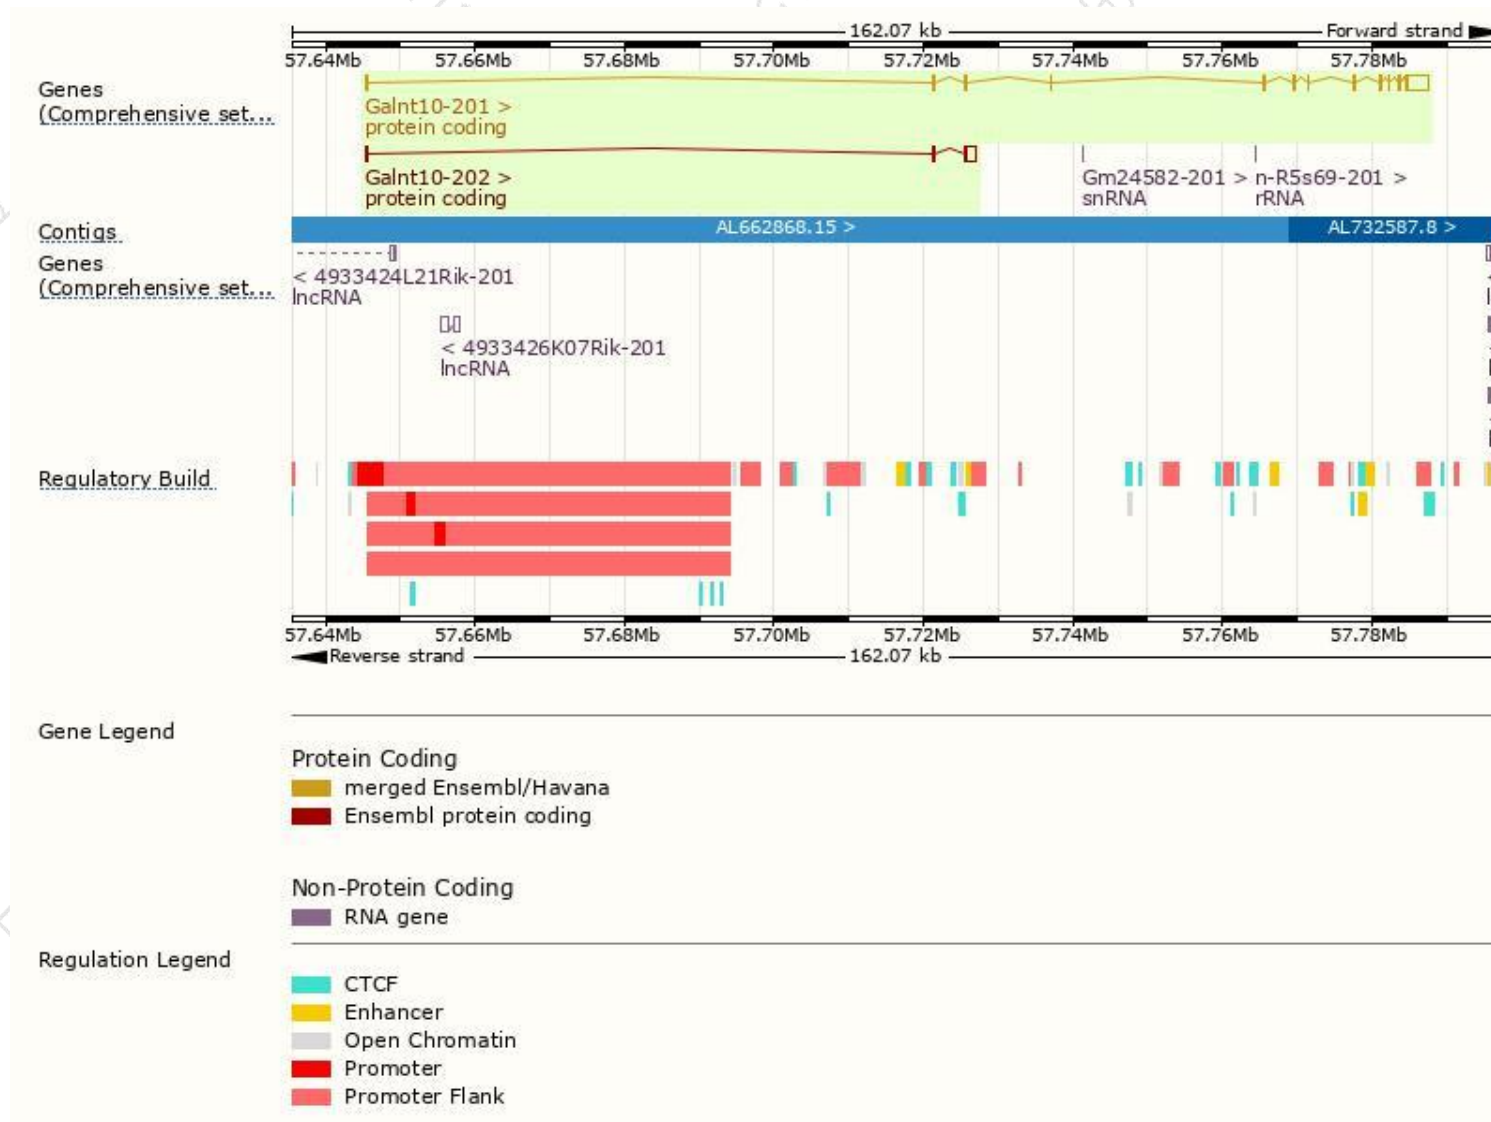 162.07 kb Forward strand
57.64Mb 57.66Mb 57.68Mb 57.70Mb 57.72Mb 57.74Mb 57.76Mb 57.78Mb
Genes
(Comprehensive set...
Galnt10-201 >
protein coding
Galnt10-202 >
protein coding
Gm24582-201 >
snRNA
n-R5s69-201 >
rRNA
Contigs
AL662868.15 >
AL732587.8 >
Genes
(Comprehensive set...
< 4933424L21Rik-201
lncRNA
< 4933426K07Rik-201
lncRNA
Regulatory Build
57.64Mb 57.66Mb 57.68Mb 57.70Mb 57.72Mb 57.74Mb 57.76Mb 57.78Mb
Reverse strand 162.07 kb
Gene Legend
Protein Coding
merged Ensembl/Havana
Ensembl protein coding
Non-Protein Coding
RNA gene
Regulation Legend
CTCF
Enhancer
Open Chromatin
Promoter
Promoter Flank